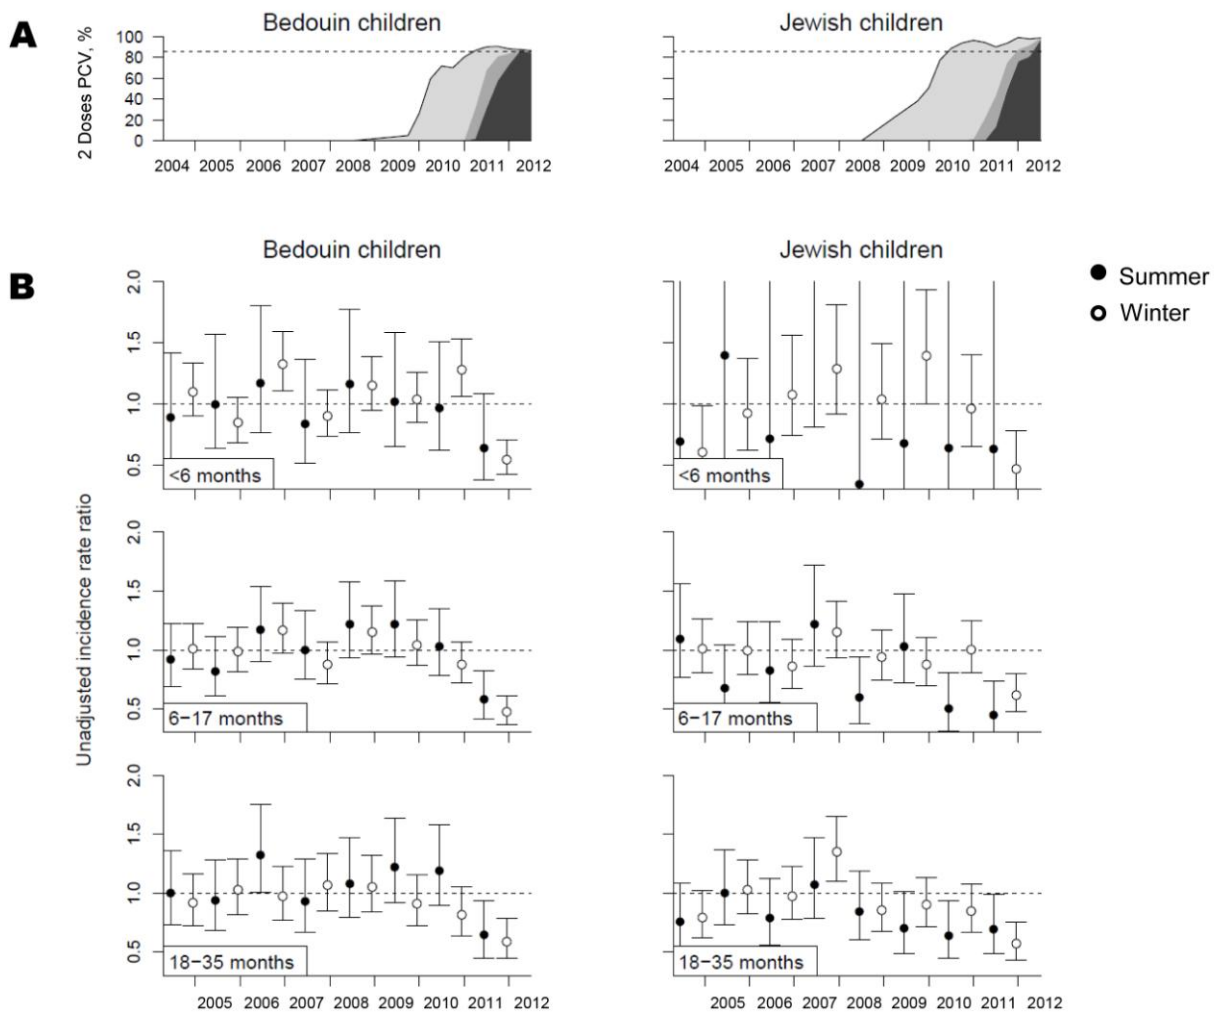 A
Bedouin children
Jewish children
2 Doses PCV, %
100
80
60
40
20
0
2004 2005 2006 2007 2008 2009 2010 2011 2012
2004 2005 2006 2007 2008 2009 2010 2011 2012
B
Bedouin children
Jewish children
Summer
Winter
Unadjusted incidence rate ratio
2.0
1.5
1.0
0.5
<6 months
<6 months
2.0
1.5
1.0
0.5
6−17 months
6−17 months
2.0
1.5
1.0
0.5
18−35 months
18−35 months
2005 2006 2007 2008 2009 2010 2011 2012
2005 2006 2007 2008 2009 2010 2011 2012